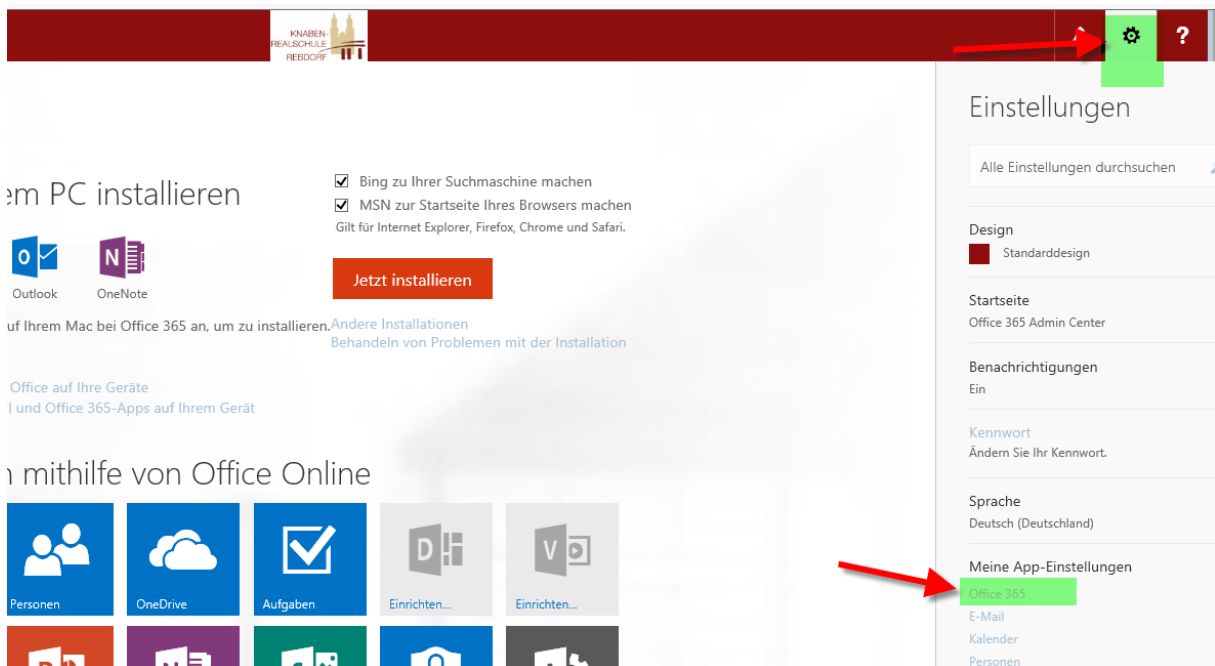 KNABEN-
REALSCHULE
REBDORF
?
Einstellungen
Alle Einstellungen durchsuchen
Design
Standarddesign
Startseite
Office 365 Admin Center
Benachrichtigungen
Ein
Kennwort
Ändern Sie Ihr Kennwort.
Sprache
Deutsch (Deutschland)
Meine App-Einstellungen
Office 365
E-Mail
Kalender
Personen
em PC installieren
Outlook
OneNote
uf Ihrem Mac bei Office 365 an, um zu installieren.
Bing zu Ihrer Suchmaschine machen
MSN zur Startseite Ihres Browsers machen
Gilt für Internet Explorer, Firefox, Chrome und Safari.
Jetzt installieren
Andere Installationen
Behandeln von Problemen mit der Installation
Office auf Ihre Geräte
l und Office 365-Apps auf Ihrem Gerät
n mithilfe von Office Online
Personen
OneDrive
Aufgaben
Einrichten...
Einrichten...